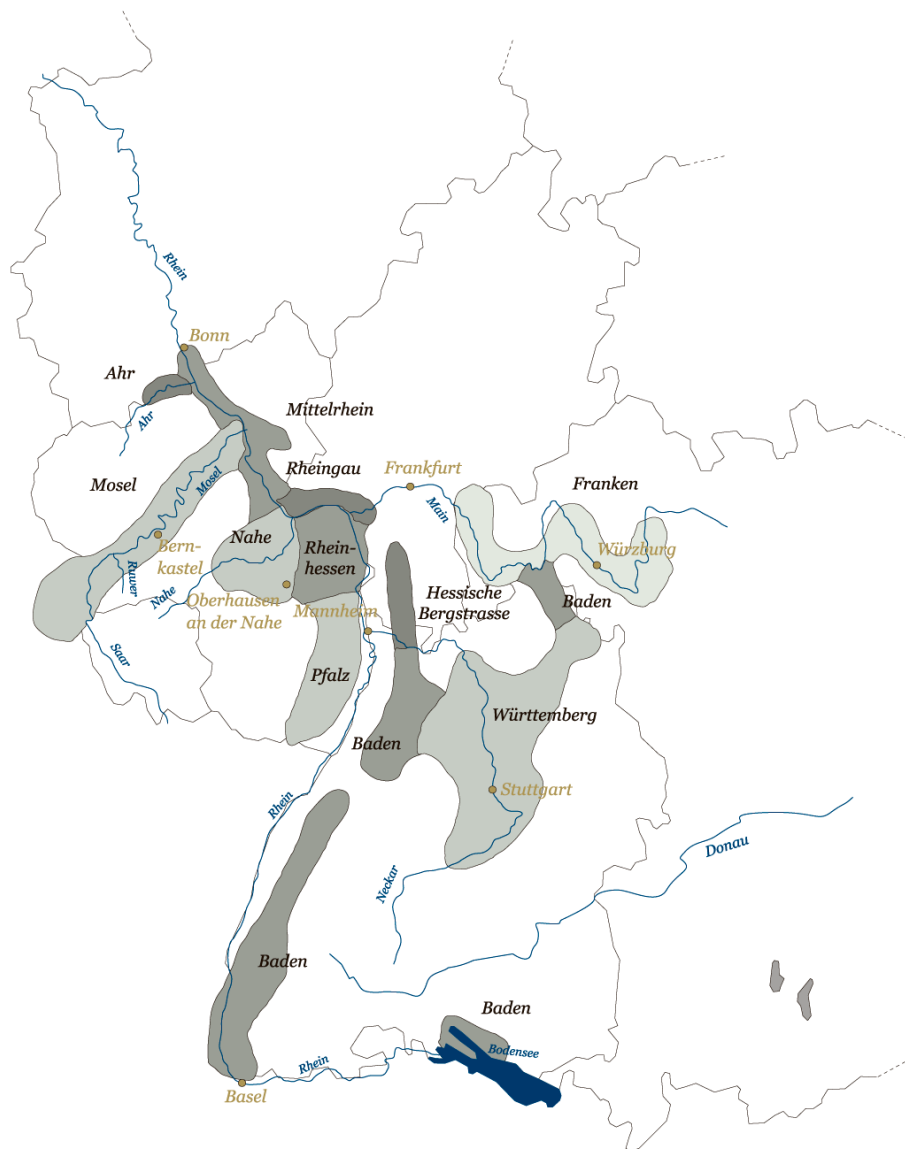 Rhein
Bonn
Ahr
Ahr
Mittelrhein
Mosel
Mosel
Rheingau
Frankfurt
Main
Franken
Nahe
Rhein-
hessen
Bern-
kastel
Ruwer
Nahe
Würzburg
Oberhausen
an der Nahe
Mannheim
Hessische
Bergstrasse
Baden
Saar
Pfalz
Baden
Württemberg
Stuttgart
Rhein
Neckar
Donau
Baden
Baden
Bodensee
Rhein
Basel